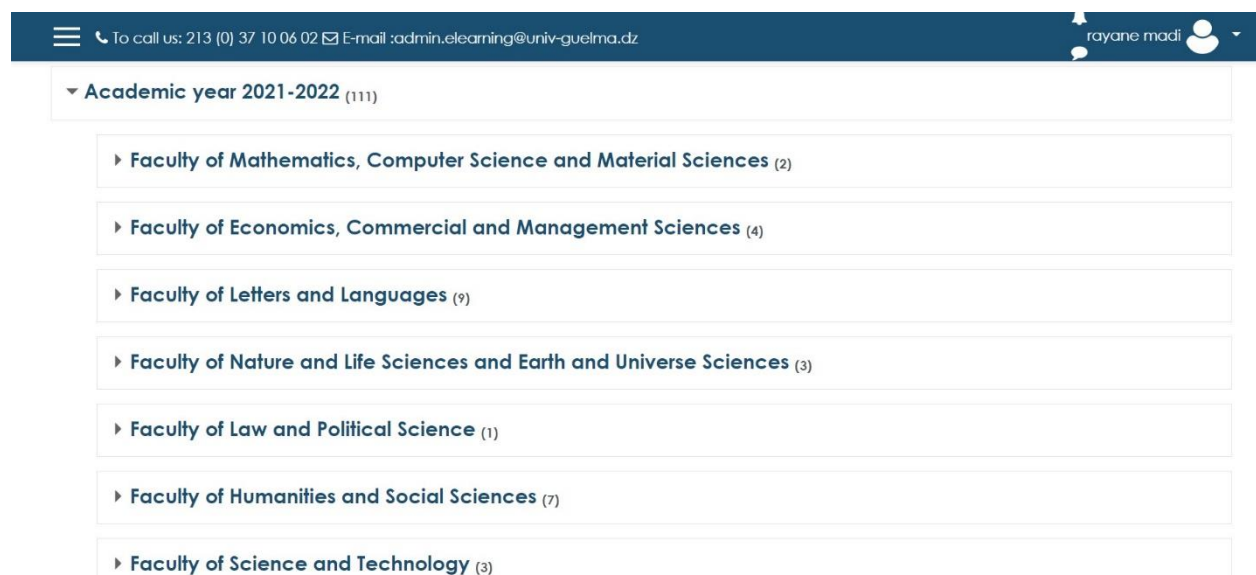 To call us: 213 (0) 37 10 06 02 E-mail :admin.elearning@univ-guelma.dz rayane madi
Academic year 2021-2022 (111)
Faculty of Mathematics, Computer Science and Material Sciences (2)
Faculty of Economics, Commercial and Management Sciences (4)
Faculty of Letters and Languages (9)
Faculty of Nature and Life Sciences and Earth and Universe Sciences (3)
Faculty of Law and Political Science (1)
Faculty of Humanities and Social Sciences (7)
Faculty of Science and Technology (3)